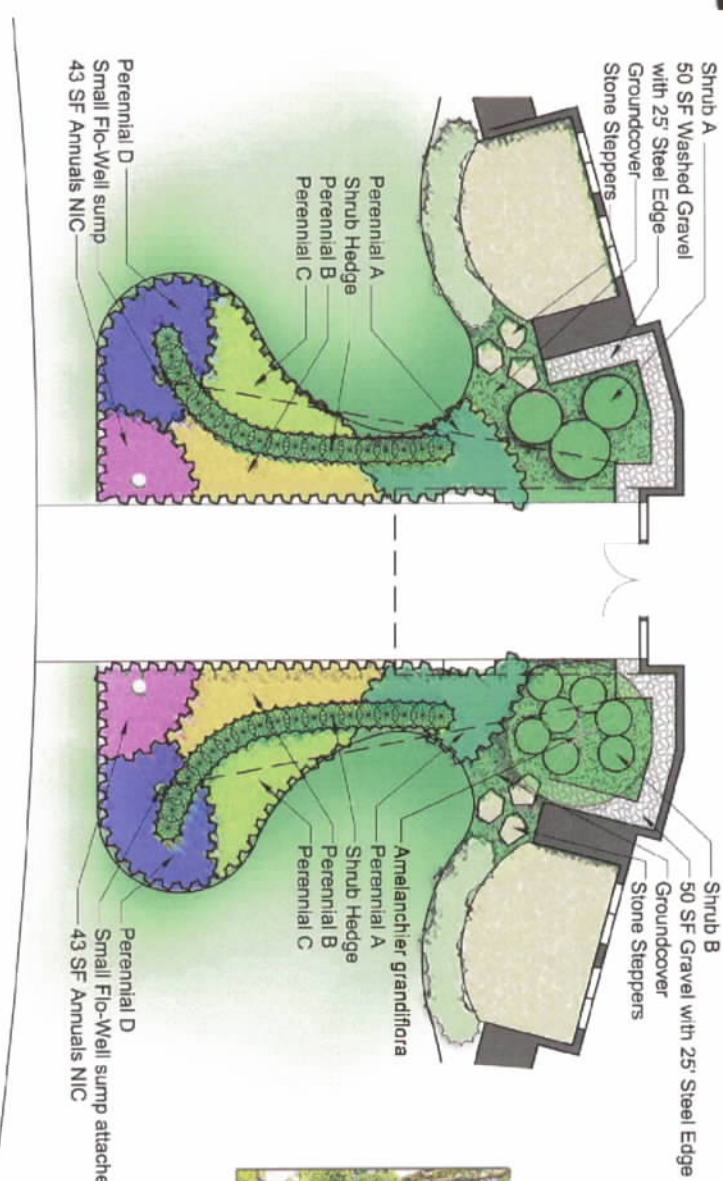 Shrub A
50 SF Washed Gravel
with 25' Steel Edge
Groundcover
Stone Steppers
Perennial A
Shrub Hedge
Perennial B
Perennial C
Perennial D
Small Flo-Well sump
43 SF Annuals NIC
Shrub B
50 SF Gravel with 25' Steel Edge
Groundcover
Stone Steppers
Amelanchier grandiflora
Perennial A
Shrub Hedge
Perennial B
Perennial C
Perennial D
Small Flo-Well sump attache
43 SF Annuals NIC